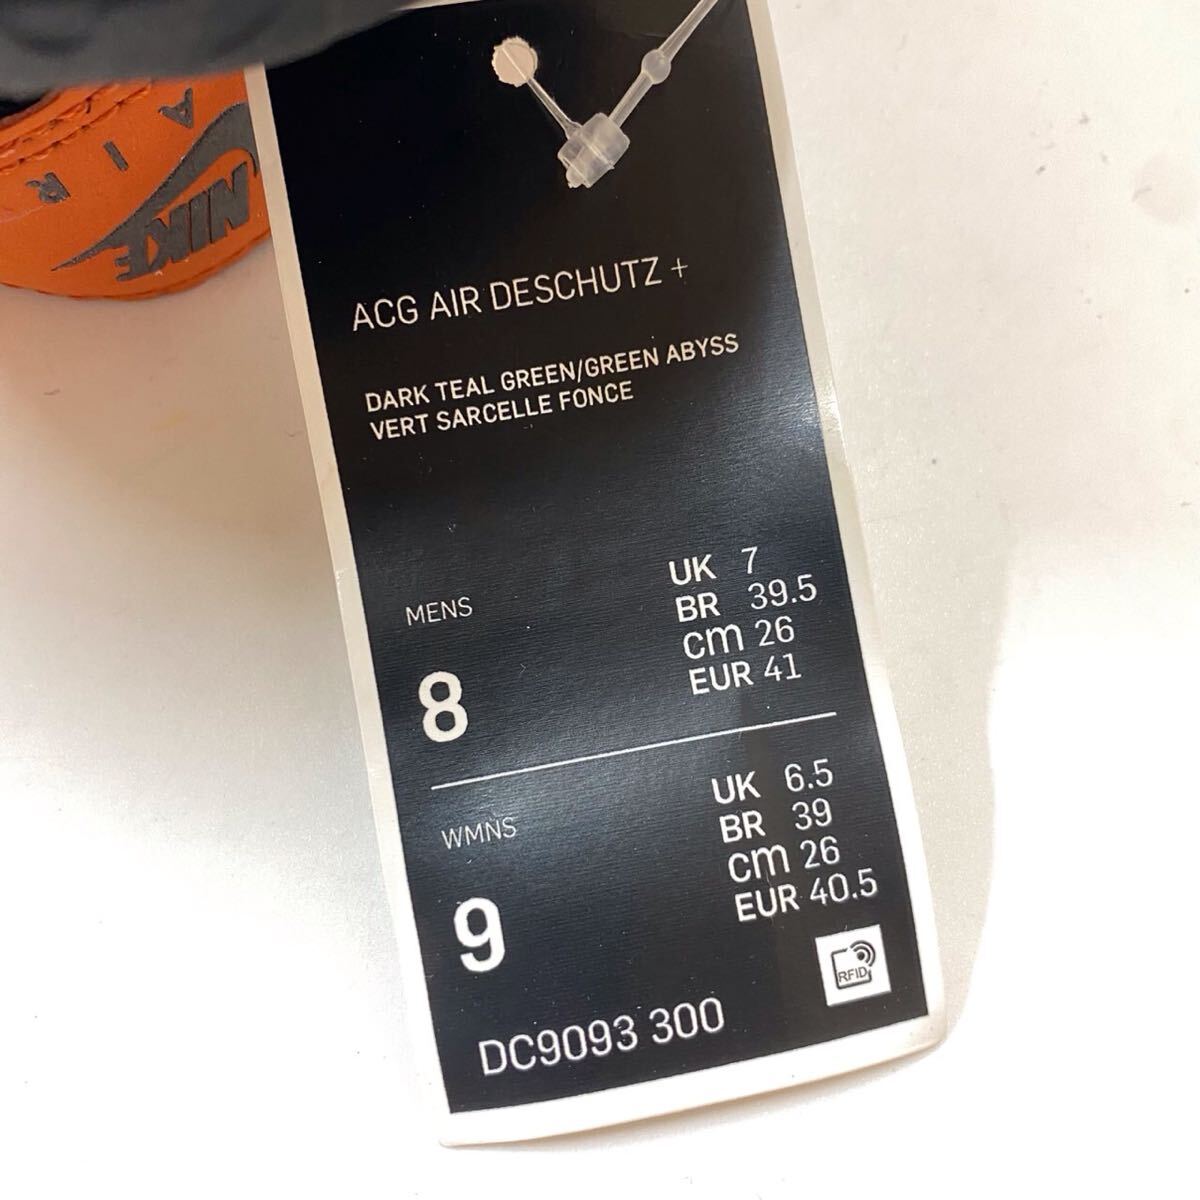 AIR
NIKE
ACG AIR DESCHUTZ +
DARK TEAL GREEN/GREEN ABYSS
VERT SARCELLE FONCE
MENS
8
UK 7
BR 39.5
cm 26
EUR 41
WMNS
9
UK 6.5
BR 39
cm 26
EUR 40.5
RFID
DC9093 300